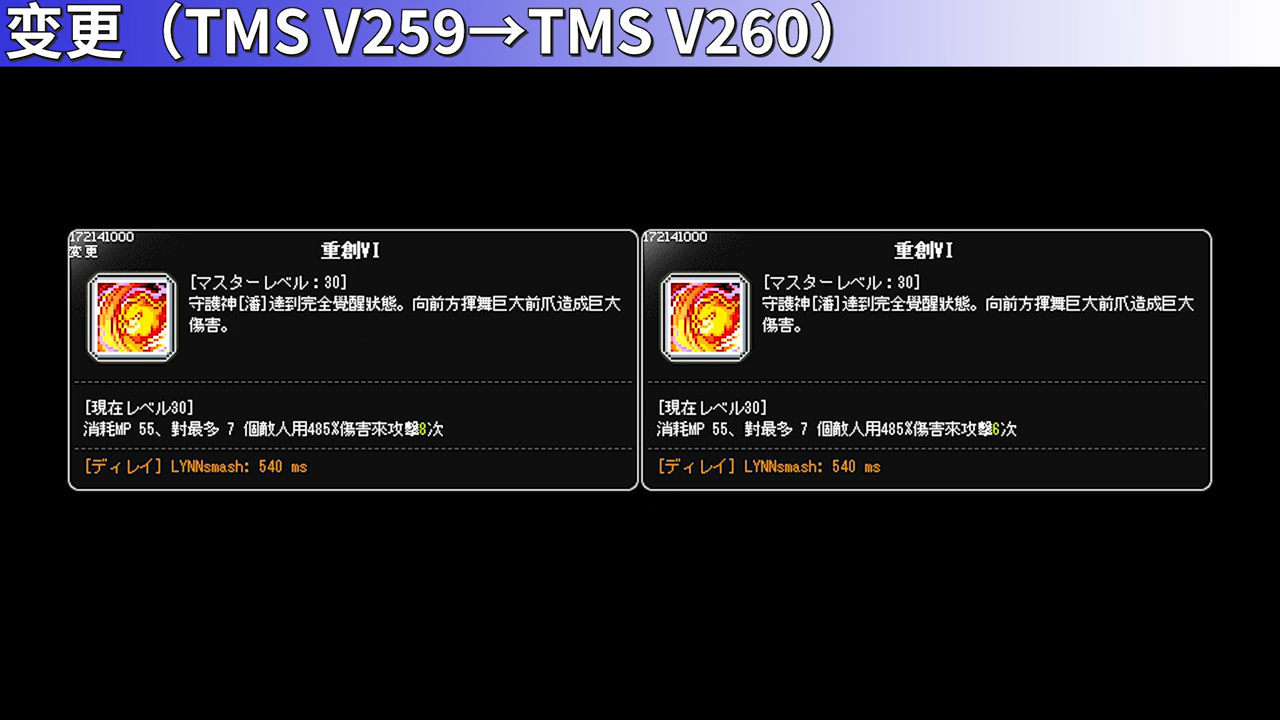 変更（TMS V259→TMS V260）
172141000
変更
重創VI
[マスターレベル：30]
守護神[潘]達到完全覺醒狀態。向前方揮舞巨大前爪造成巨大
傷害。
[現在レベル30]
消耗MP 55、對最多 7 個敵人用485%傷害來攻擊8次
[ディレイ] LYNNsmash: 540 ms
172141000
重創VI
[マスターレベル：30]
守護神[潘]達到完全覺醒狀態。向前方揮舞巨大前爪造成巨大
傷害。
[現在レベル30]
消耗MP 55、對最多 7 個敵人用485%傷害來攻擊6次
[ディレイ] LYNNsmash: 540 ms